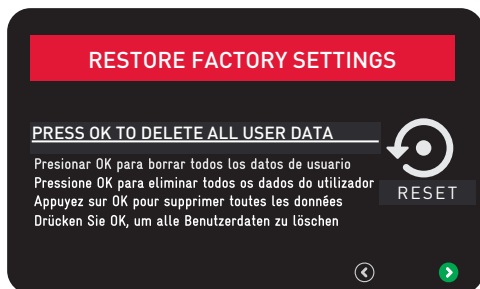 RESTORE FACTORY SETTINGS
PRESS OK TO DELETE ALL USER DATA
Presionar OK para borrar todos los datos de usuario
Pressione OK para eliminar todos os dados do utilizador
Appuyez sur OK pour supprimer toutes les données
Drücken Sie OK, um alle Benutzerdaten zu löschen
RESET